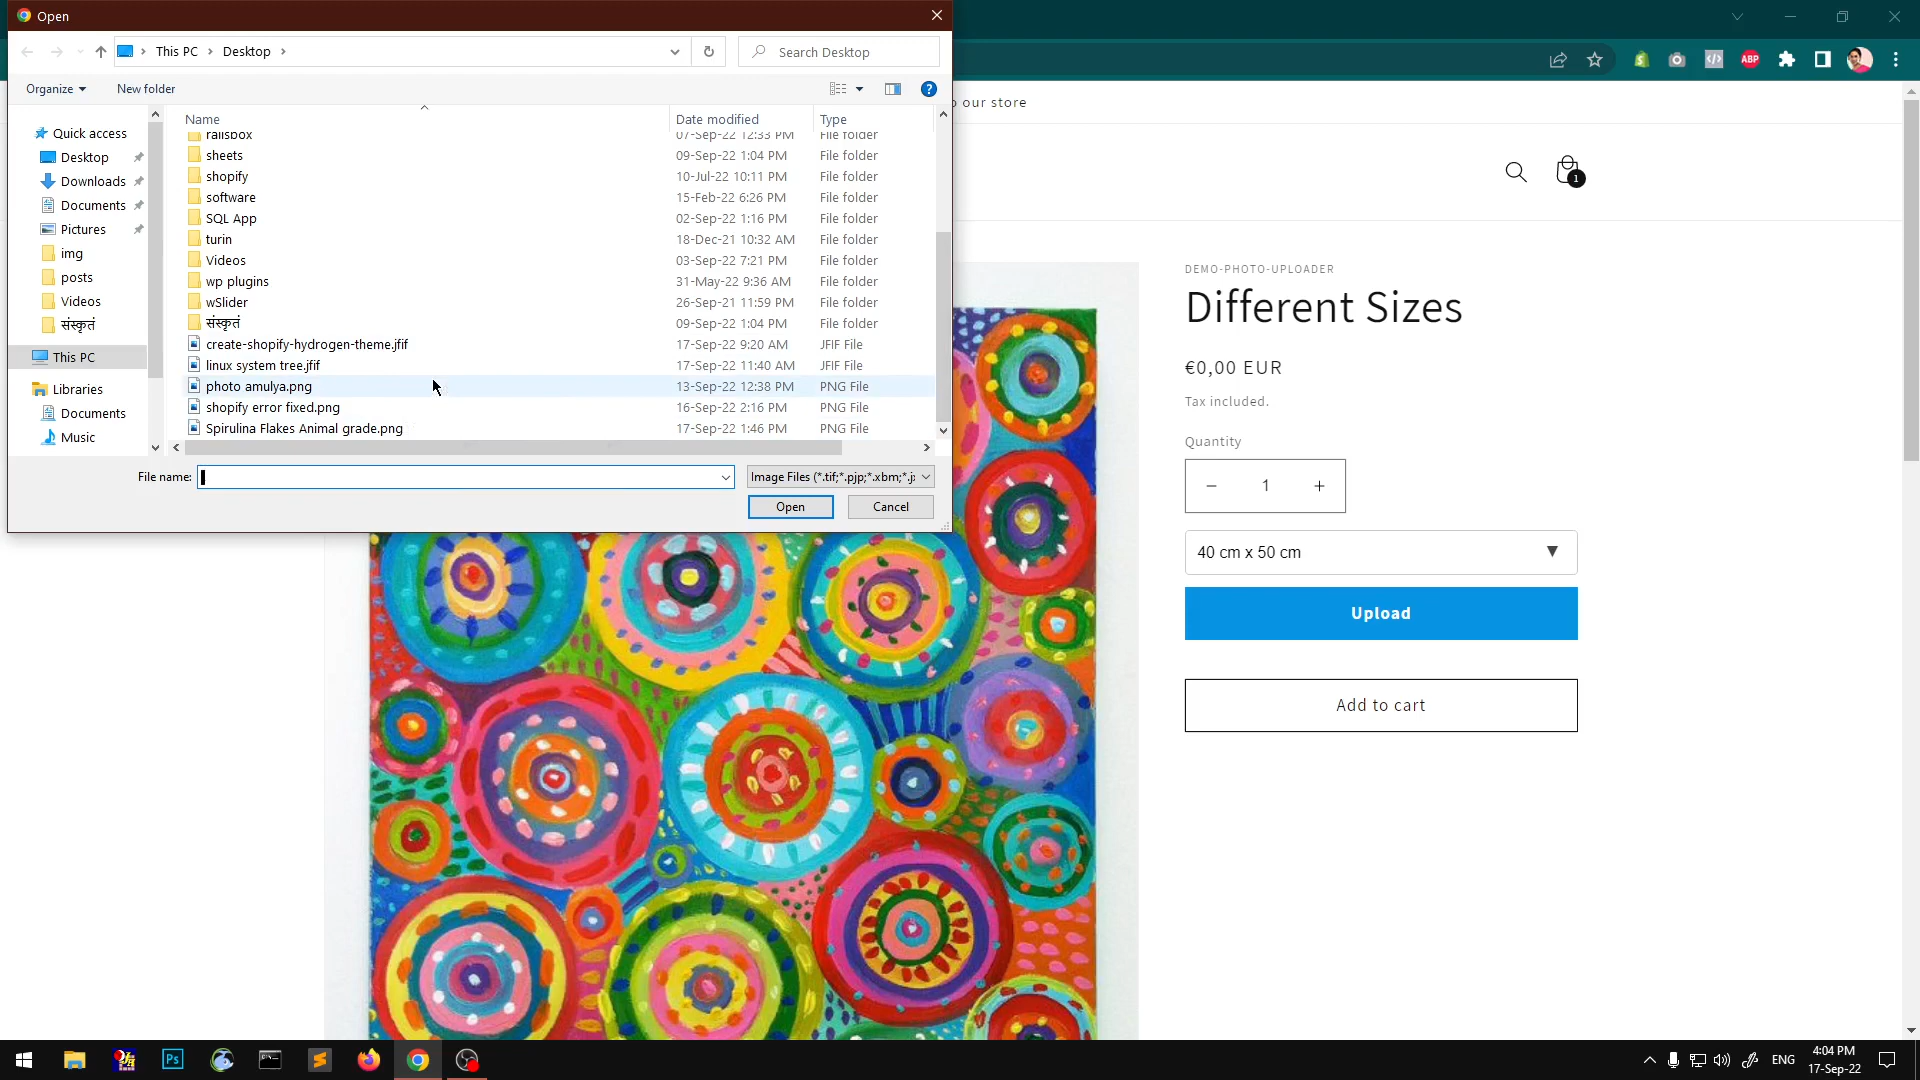 Open
This PC
Desktop
Search Desktop
Organize
New folder
ABP
our store
Name
Date modified
Type
Quick access
Desktop
Downloads
Documents
Pictures
img
posts
Videos
संस्कृतं
This PC
Libraries
Documents
Music
railsbox 07-Sep-22 12:33 PM File folder
sheets 09-Sep-22 1:04 PM File folder
shopify 10-Jul-22 10:11 PM File folder
software 15-Feb-22 6:26 PM File folder
SQL App 02-Sep-22 1:16 PM File folder
turin 18-Dec-21 10:32 AM File folder
Videos 03-Sep-22 7:21 PM File folder
wp plugins 31-May-22 9:36 AM File folder
wSlider 26-Sep-21 11:59 PM File folder
संस्कृतं 09-Sep-22 1:04 PM File folder
create-shopify-hydrogen-theme.jfif 17-Sep-22 9:20 AM JFIF File
linux system tree.jfif 17-Sep-22 11:40 AM JFIF File
photo amulya.png 13-Sep-22 12:38 PM PNG File
shopify error fixed.png 16-Sep-22 2:16 PM PNG File
Spirulina Flakes Animal grade.png 17-Sep-22 1:46 PM PNG File
File name:
Image Files (*.tif;*.pjp;*.xbm;*.j
Open
Cancel
1
DEMO-PHOTO-UPLOADER
Different Sizes
€0,00 EUR
Tax included.
Quantity
− 1 +
40 cm x 50 cm
Upload
Add to cart
Ps
ENG
4:04 PM
17-Sep-22